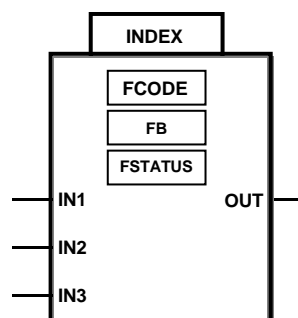 INDEX
FCODE
FB
FSTATUS
IN1 OUT
IN2
IN3